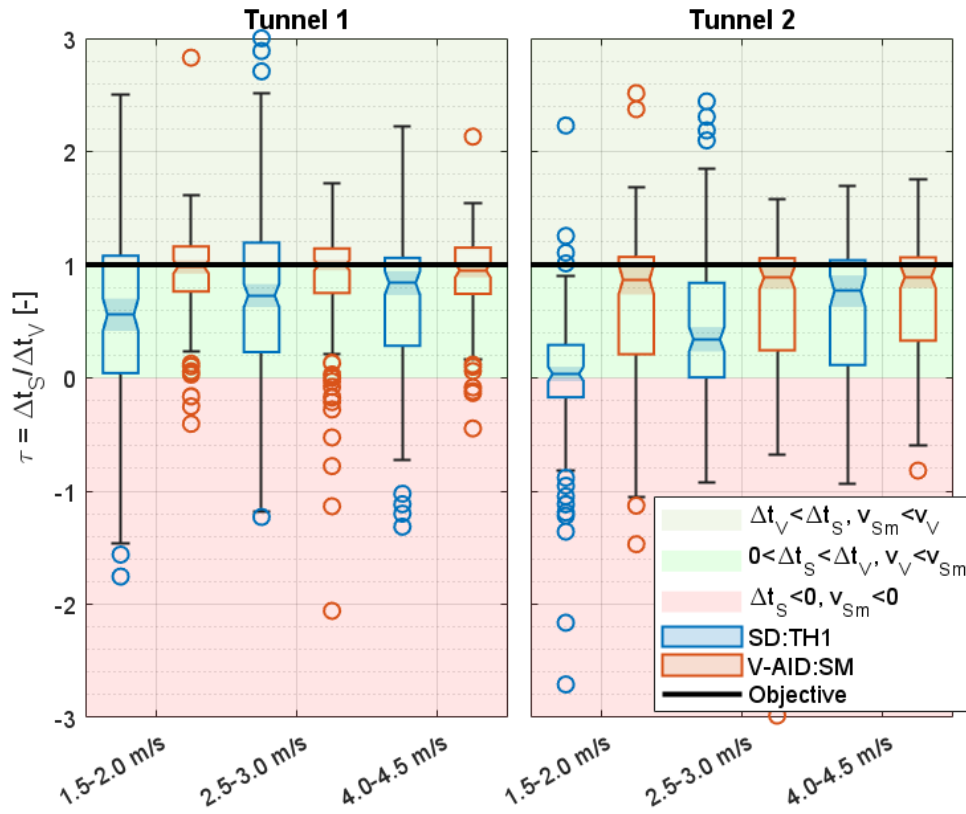 Tunnel 1
Tunnel 2
τ = Δt_S/Δt_V [-]
3
2
1
0
-1
-2
-3
1.5-2.0 m/s
2.5-3.0 m/s
4.0-4.5 m/s
1.5-2.0 m/s
2.5-3.0 m/s
4.0-4.5 m/s
Δt_V<Δt_S, v_Sm<v_V
0<Δt_S<Δt_V, v_V<v_Sm
Δt_S<0, v_Sm<0
SD:TH1
V-AID:SM
Objective